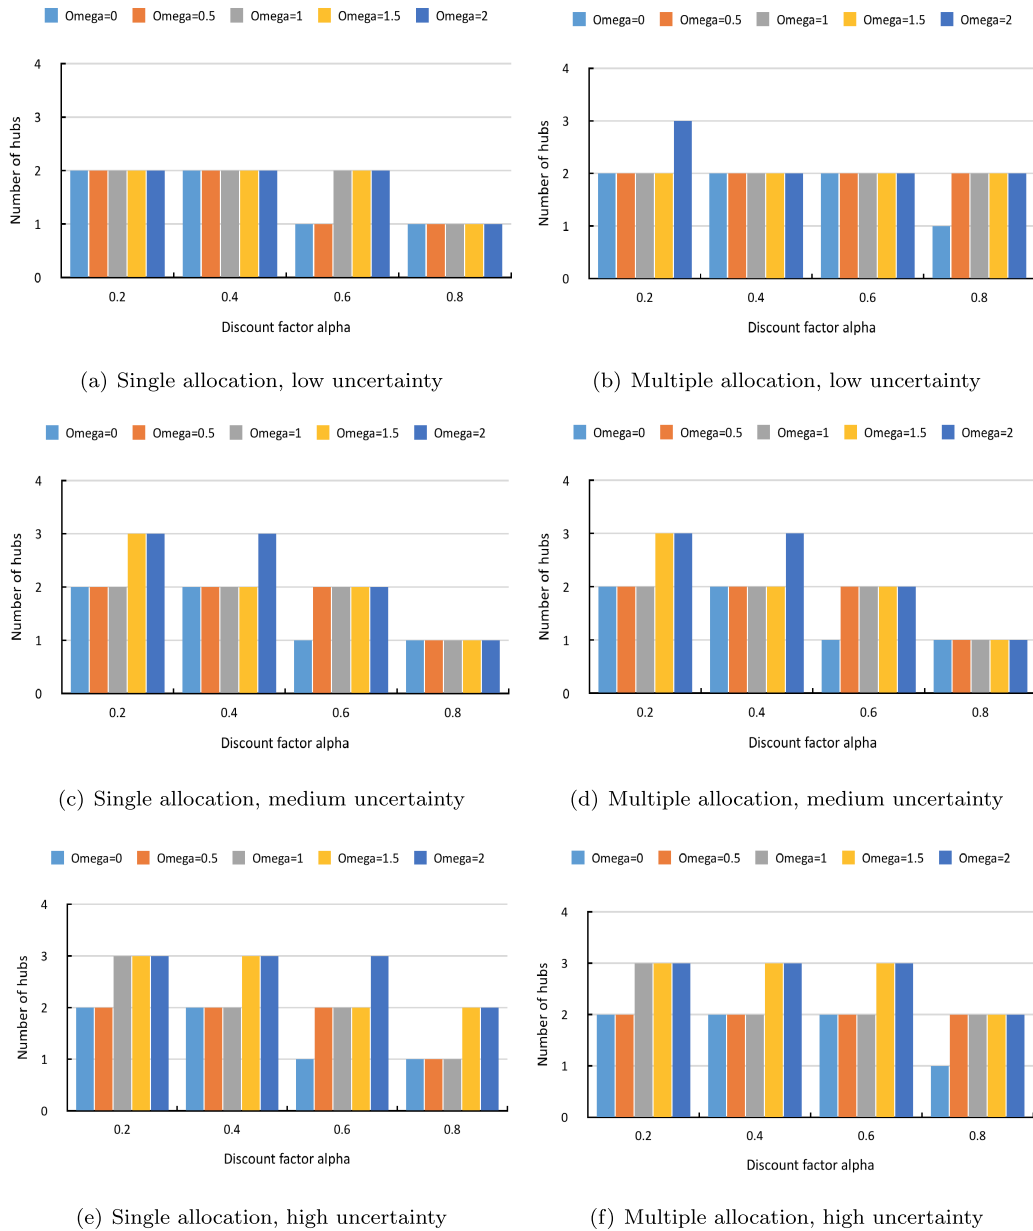 Omega=0 Omega=0.5 Omega=1 Omega=1.5 Omega=2
Number of hubs
4
3
2
1
0
0.2 0.4 0.6 0.8
Discount factor alpha
(a) Single allocation, low uncertainty
Omega=0 Omega=0.5 Omega=1 Omega=1.5 Omega=2
Number of hubs
4
3
2
1
0
0.2 0.4 0.6 0.8
Discount factor alpha
(b) Multiple allocation, low uncertainty
Omega=0 Omega=0.5 Omega=1 Omega=1.5 Omega=2
Number of hubs
4
3
2
1
0
0.2 0.4 0.6 0.8
Discount factor alpha
(c) Single allocation, medium uncertainty
Omega=0 Omega=0.5 Omega=1 Omega=1.5 Omega=2
Number of hubs
4
3
2
1
0
0.2 0.4 0.6 0.8
Discount factor alpha
(d) Multiple allocation, medium uncertainty
Omega=0 Omega=0.5 Omega=1 Omega=1.5 Omega=2
Number of hubs
4
3
2
1
0
0.2 0.4 0.6 0.8
Discount factor alpha
(e) Single allocation, high uncertainty
Omega=0 Omega=0.5 Omega=1 Omega=1.5 Omega=2
Number of hubs
4
3
2
1
0
0.2 0.4 0.6 0.8
Discount factor alpha
(f) Multiple allocation, high uncertainty